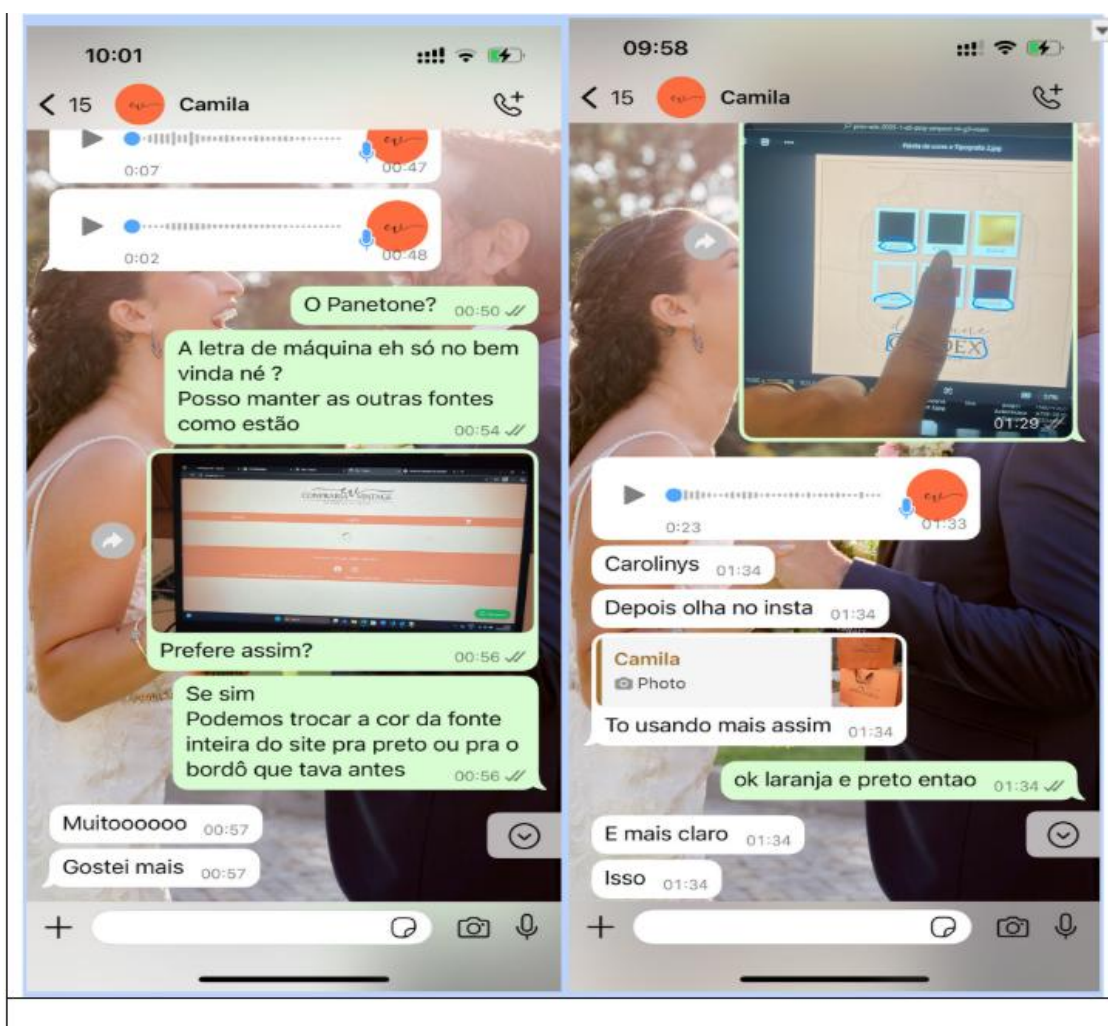 10:01
15
Camila
0:07
00:47
0:02
00:48
O Panetone? 00:50
A letra de máquina eh só no bem
vinda né ?
Posso manter as outras fontes
como estão 00:54
CONFRARIA VINTAGE
Prefere assim? 00:56
Se sim
Podemos trocar a cor da fonte
inteira do site pra preto ou pra o
bordô que tava antes 00:56
Muitoooooo 00:57
Gostei mais 00:57
09:58
15
Camila
01:29
0:23
01:33
Carolinys 01:34
Depois olha no insta 01:34
Camila
Photo
To usando mais assim 01:34
ok laranja e preto entao 01:34
E mais claro 01:34
Isso 01:34